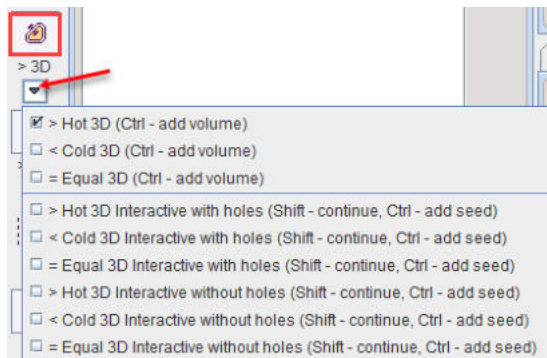 > 3D
> Hot 3D (Ctrl - add volume)
< Cold 3D (Ctrl - add volume)
= Equal 3D (Ctrl - add volume)
> Hot 3D Interactive with holes (Shift - continue, Ctrl - add seed)
< Cold 3D Interactive with holes (Shift - continue, Ctrl - add seed)
= Equal 3D Interactive with holes (Shift - continue, Ctrl - add seed)
> Hot 3D Interactive without holes (Shift - continue, Ctrl - add seed)
< Cold 3D Interactive without holes (Shift - continue, Ctrl - add seed)
= Equal 3D Interactive without holes (Shift - continue, Ctrl - add seed)